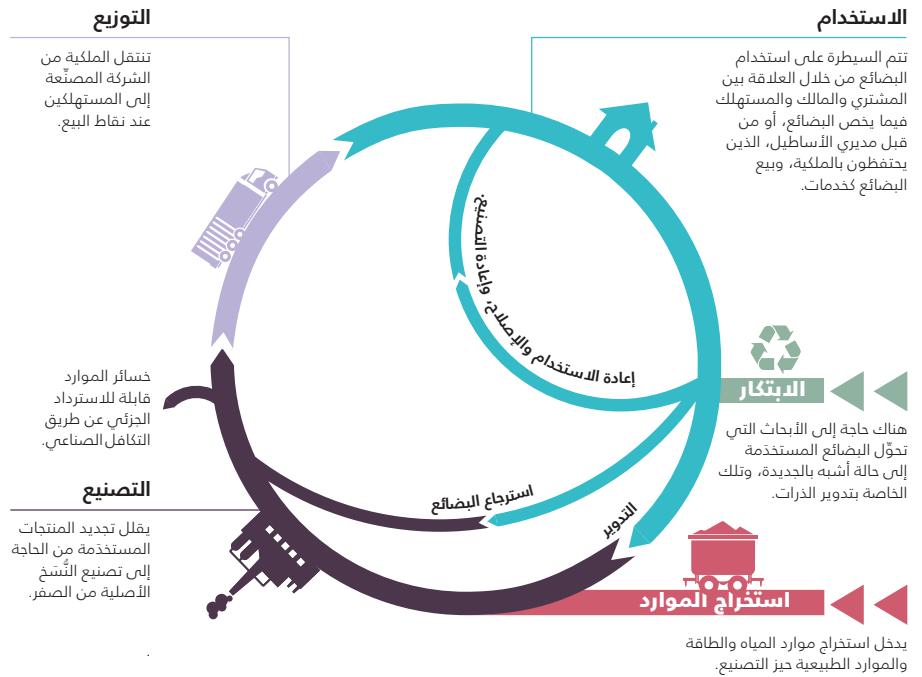 الاستخدام
تتم السيطرة على استخدام
البضائع من خلال العلاقة بين
المشتري والمالك والمستهلك
فيما يخص البضائع، أو من
قبل مديري الأساطيل، الذين
يحتفظون بالملكية، وبيع
البضائع كخدمات.
التوزيع
تنتقل الملكية من
الشركة المصنِّعة
إلى المستهلكين
عند نقاط البيع.
إعادة الاستخدام والإصلاح، وإعادة التصنيع.
الابتكار
هناك حاجة إلى الأبحاث التي
تحوِّل البضائع المستخدَمة
إلى حالة أشبه بالجديدة، وتلك
الخاصة بتدوير الذرات.
خسائر الموارد
قابلة للاسترداد
الجزئي عن طريق
التكافل الصناعي.
استرجاع البضائع
التدوير
التصنيع
يقلل تجديد المنتجات
المستخدَمة من الحاجة
إلى تصنيع النُّسَخ
الأصلية من الصفر.
.
استخراج الموارد
يدخل استخراج موارد المياه والطاقة
والموارد الطبيعية حيز التصنيع.